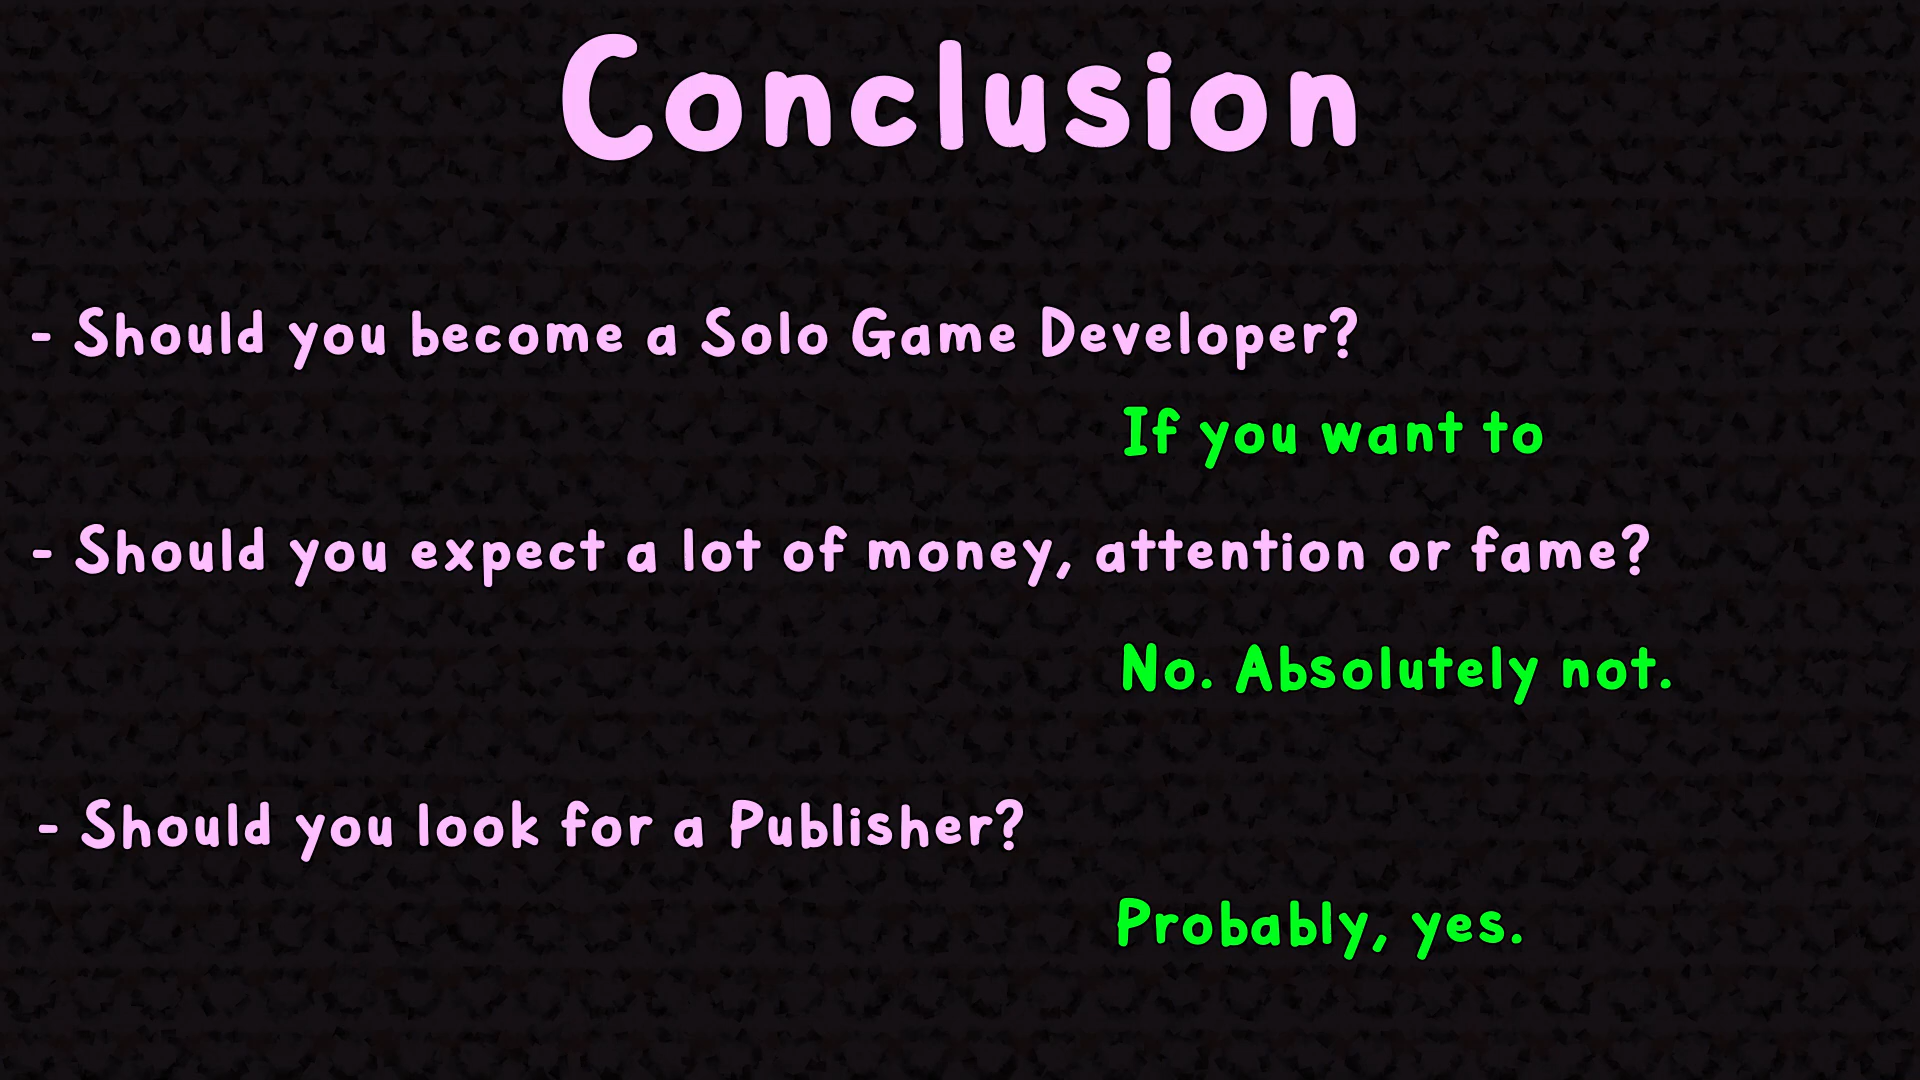 Conclusion
- Should you become a Solo Game Developer?
If you want to
- Should you expect a lot of money, attention or fame?
No. Absolutely not.
- Should you look for a Publisher?
Probably, yes.